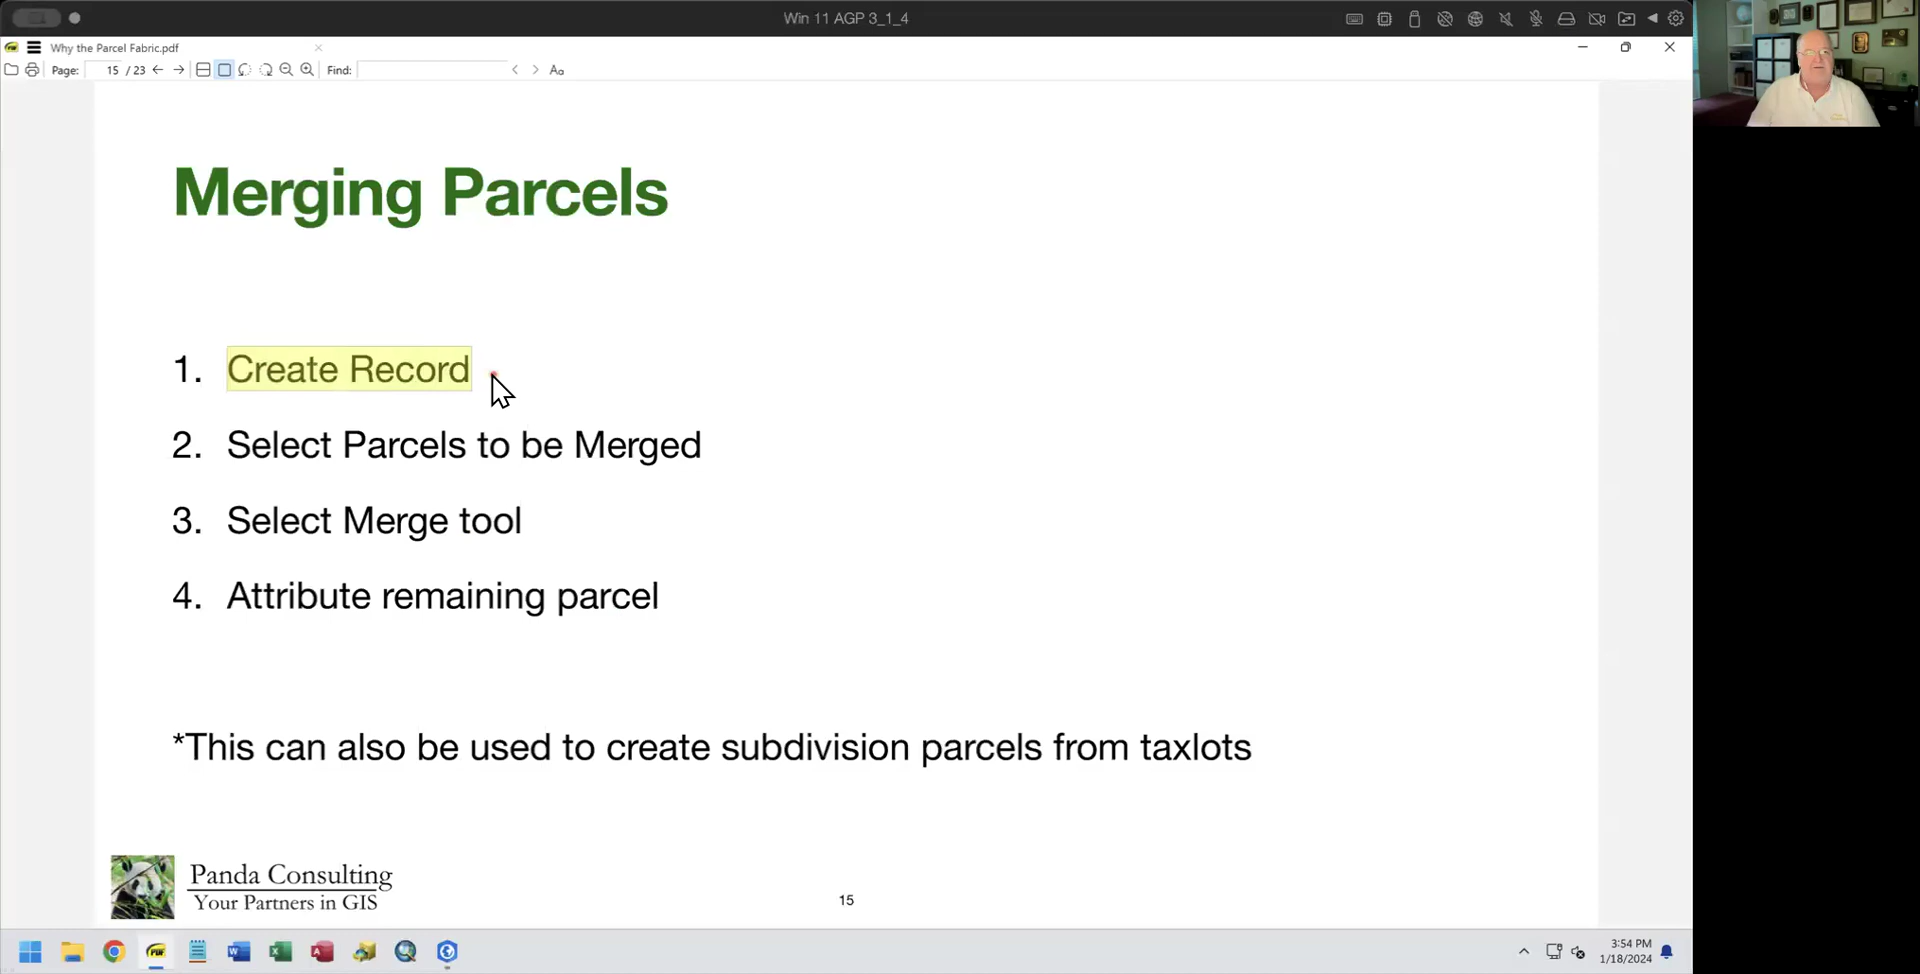 Win 11 AGP 3_1_4
Why the Parcel Fabric.pdf
Page: 15 / 23 Find: Aa
Merging Parcels
1. Create Record
2. Select Parcels to be Merged
3. Select Merge tool
4. Attribute remaining parcel
*This can also be used to create subdivision parcels from taxlots
Panda Consulting
Your Partners in GIS
15
3:54 PM
1/18/2024